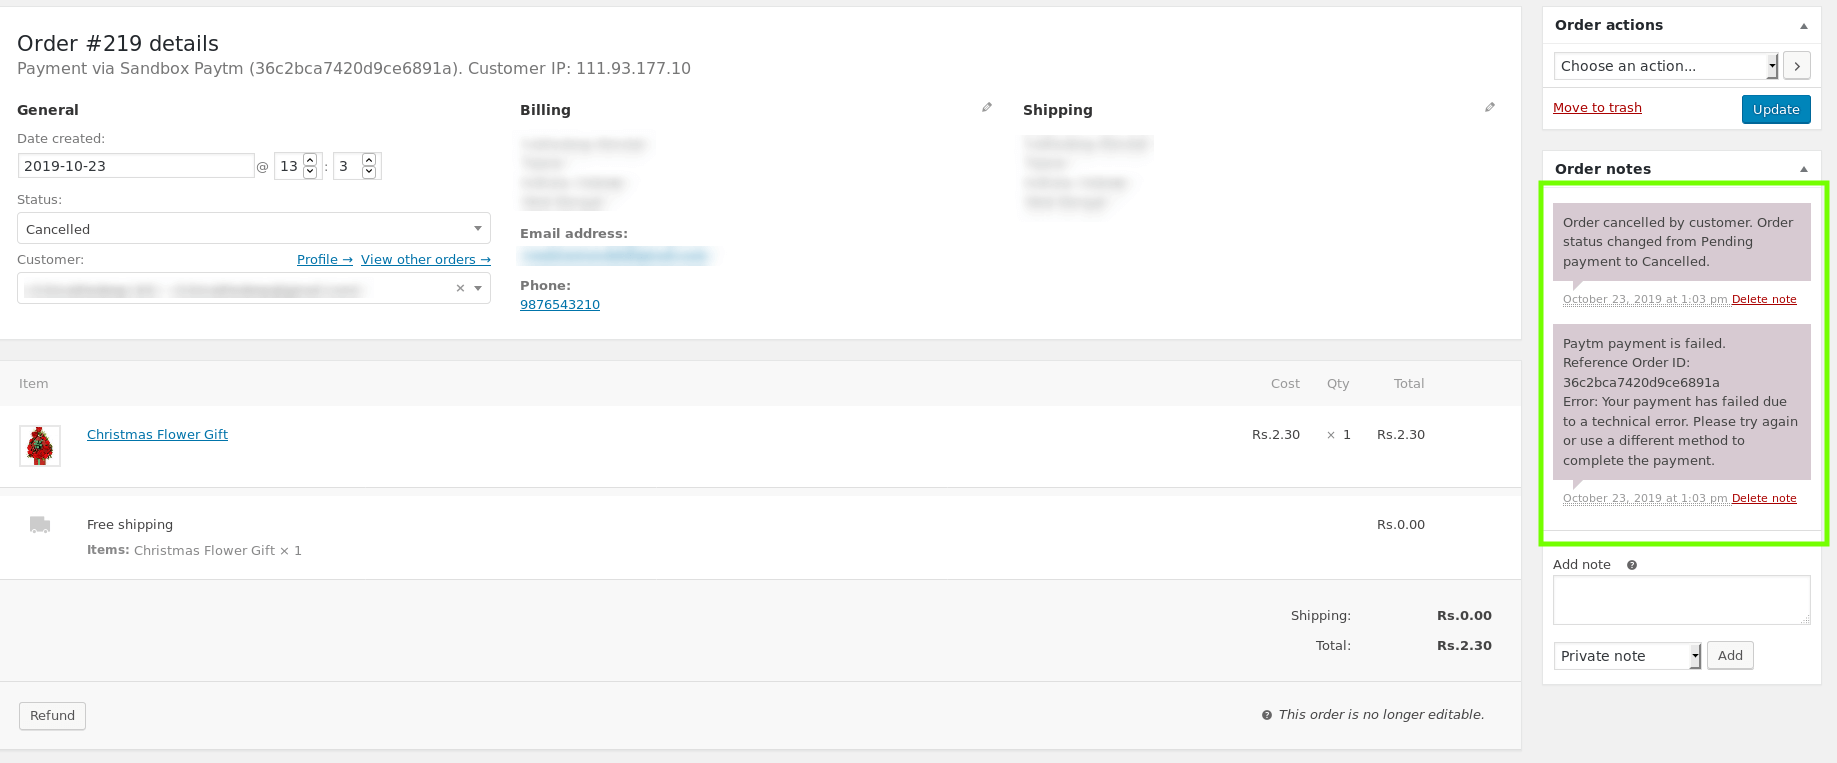 Order #219 details
Payment via Sandbox Paytm (36c2bca7420d9ce6891a). Customer IP: 111.93.177.10
General
Date created:
2019-10-23 @ 13 : 3
Status:
Cancelled
Customer: Profile → View other orders →
×
Billing
Email address:
Phone:
9876543210
Shipping
Item Cost Qty Total
Christmas Flower Gift Rs.2.30 × 1 Rs.2.30
Free shipping Rs.0.00
Items: Christmas Flower Gift × 1
Shipping: Rs.0.00
Total: Rs.2.30
Refund
This order is no longer editable.
Order actions
Choose an action...
Move to trash Update
Order notes
Order cancelled by customer. Order
status changed from Pending
payment to Cancelled.
October 23, 2019 at 1:03 pm Delete note
Paytm payment is failed.
Reference Order ID:
36c2bca7420d9ce6891a
Error: Your payment has failed due
to a technical error. Please try again
or use a different method to
complete the payment.
October 23, 2019 at 1:03 pm Delete note
Add note
Private note Add